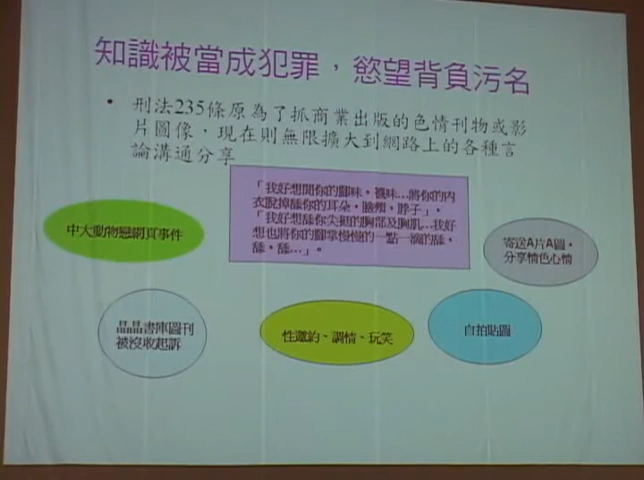 知識被當成犯罪，慾望背負污名
• 刑法235條原為了抓商業出版的色情刊物或影
片圖像，現在則無限擴大到網路上的各種言
論溝通分享
「我好想聞你的腳味，襪味...將你的內
衣脫掉舔你的耳朵，臉頰，脖子」，
「我好想舔你尖挺的胸部及胸肌...我好
想也將你的腳掌慢慢的一點一滴的舔，
舔，舔...」。
中大動物戀網頁事件
寄送A片A圖，
分享情色心情
晶晶書庫圖刊
被沒收起訴
性邀約、調情、玩笑
自拍貼圖